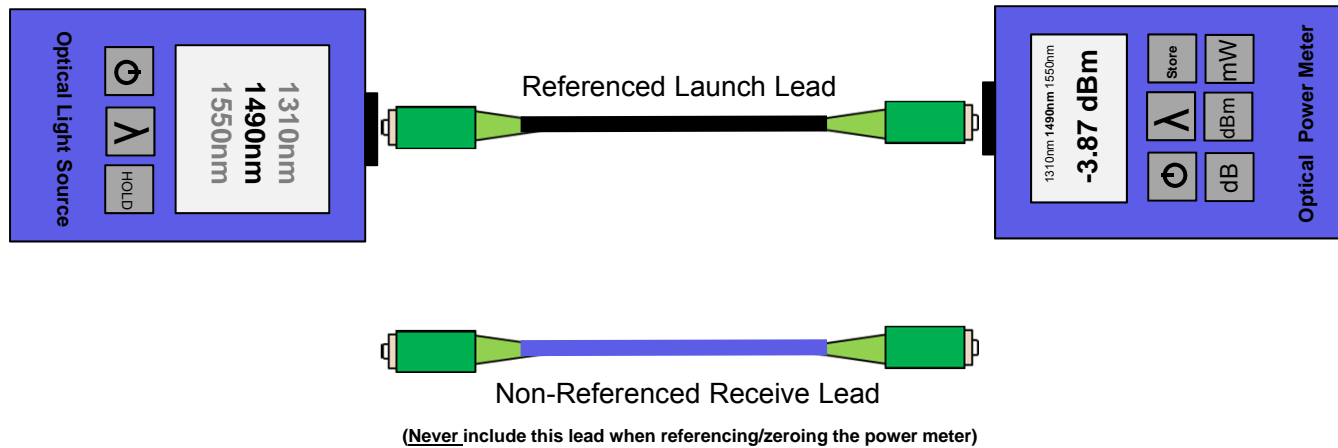 Optical Light Source
HOLD
1310nm
1490nm
1550nm
Referenced Launch Lead
1310nm 1490nm 1550nm
-3.87 dBm
Store
mW
λ
dBm
dB
Optical Power Meter
λ
Non-Referenced Receive Lead
(Never include this lead when referencing/zeroing the power meter)